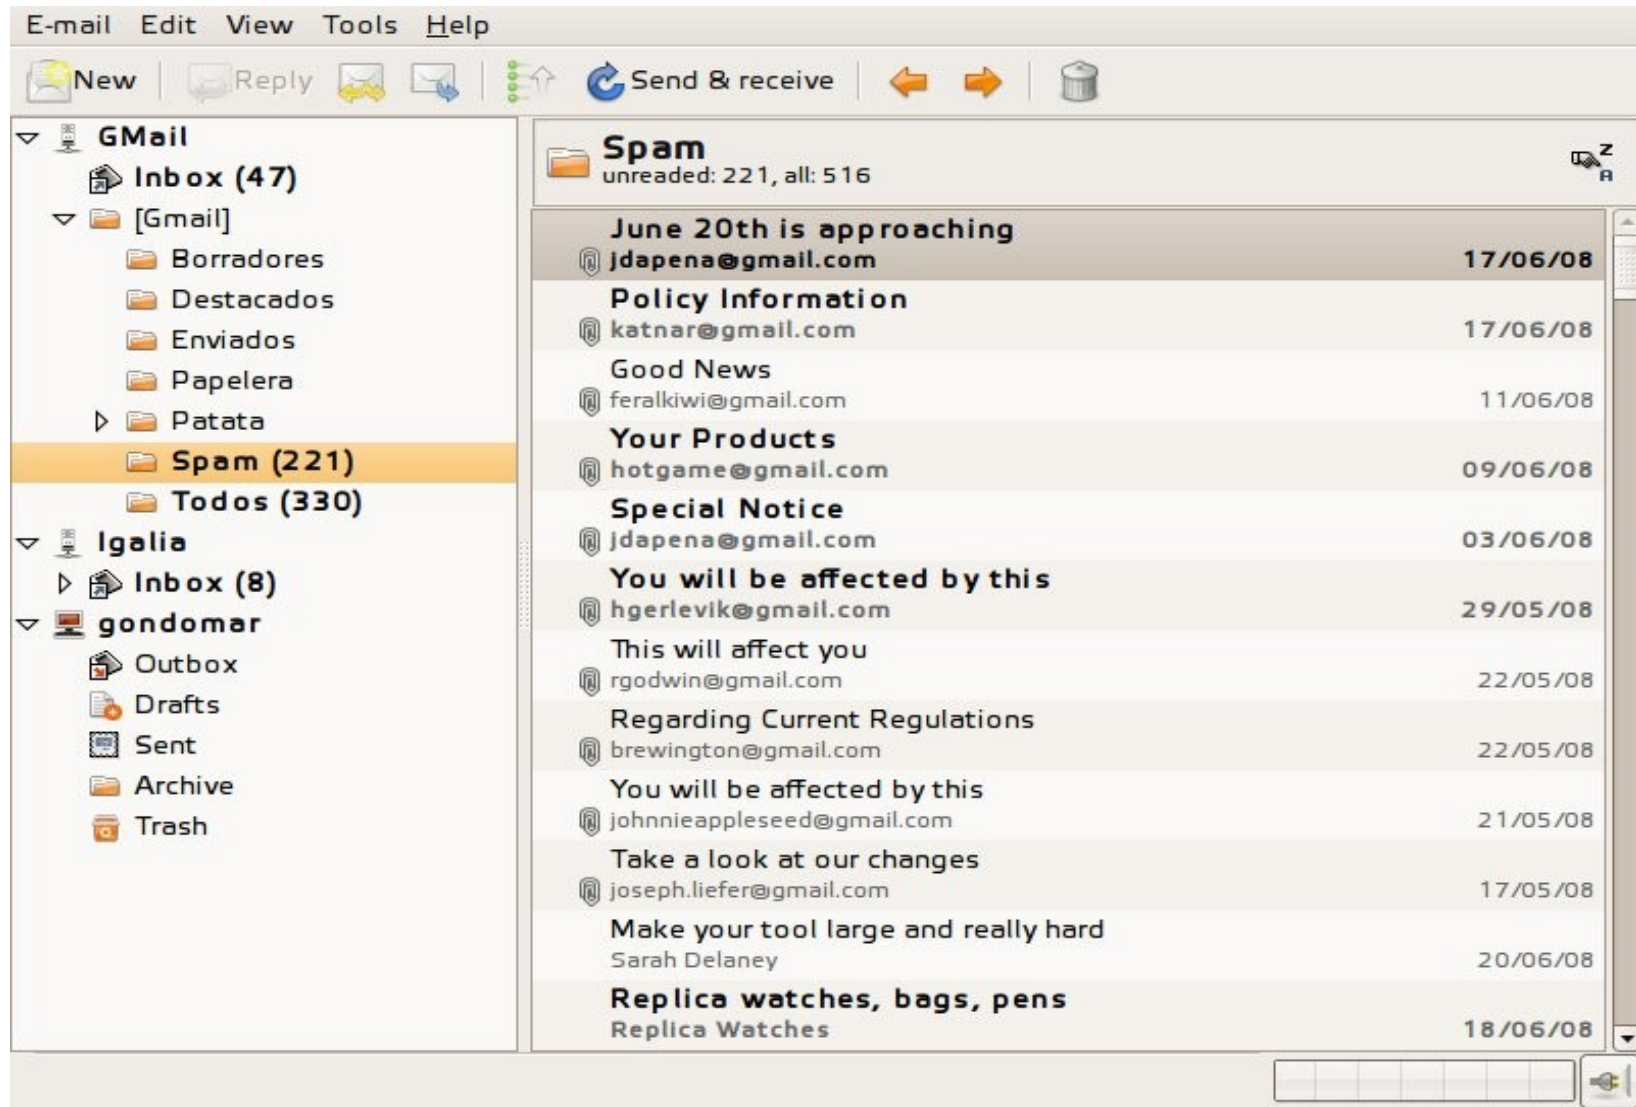 E-mail Edit View Tools Help
New Reply Send & receive
GMail
Inbox (47)
[Gmail]
Borradores
Destacados
Enviados
Papelera
Patata
Spam (221)
Todos (330)
Igalia
Inbox (8)
gondomar
Outbox
Drafts
Sent
Archive
Trash
Spam
unreaded: 221, all: 516
Z
A
June 20th is approaching
jdapena@gmail.com 17/06/08
Policy Information
katnar@gmail.com 17/06/08
Good News
feralkiwi@gmail.com 11/06/08
Your Products
hotgame@gmail.com 09/06/08
Special Notice
jdapena@gmail.com 03/06/08
You will be affected by this
hgerlevik@gmail.com 29/05/08
This will affect you
rgodwin@gmail.com 22/05/08
Regarding Current Regulations
brewington@gmail.com 22/05/08
You will be affected by this
johnnieappleseed@gmail.com 21/05/08
Take a look at our changes
joseph.liefer@gmail.com 17/05/08
Make your tool large and really hard
Sarah Delaney 20/06/08
Replica watches, bags, pens
Replica Watches 18/06/08